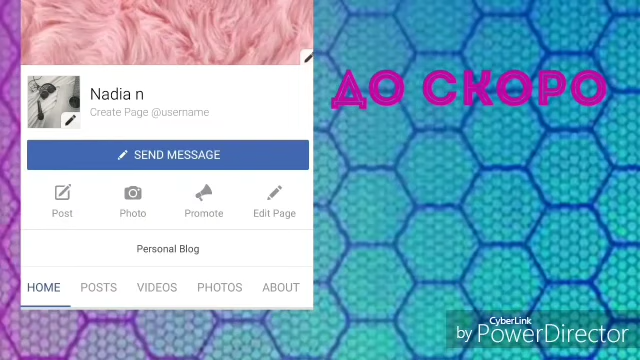 Nadia n
Create Page @username
SEND MESSAGE
Post Photo Promote Edit Page
Personal Blog
HOME POSTS VIDEOS PHOTOS ABOUT
ДО СКОРО
CyberLink
by PowerDirector